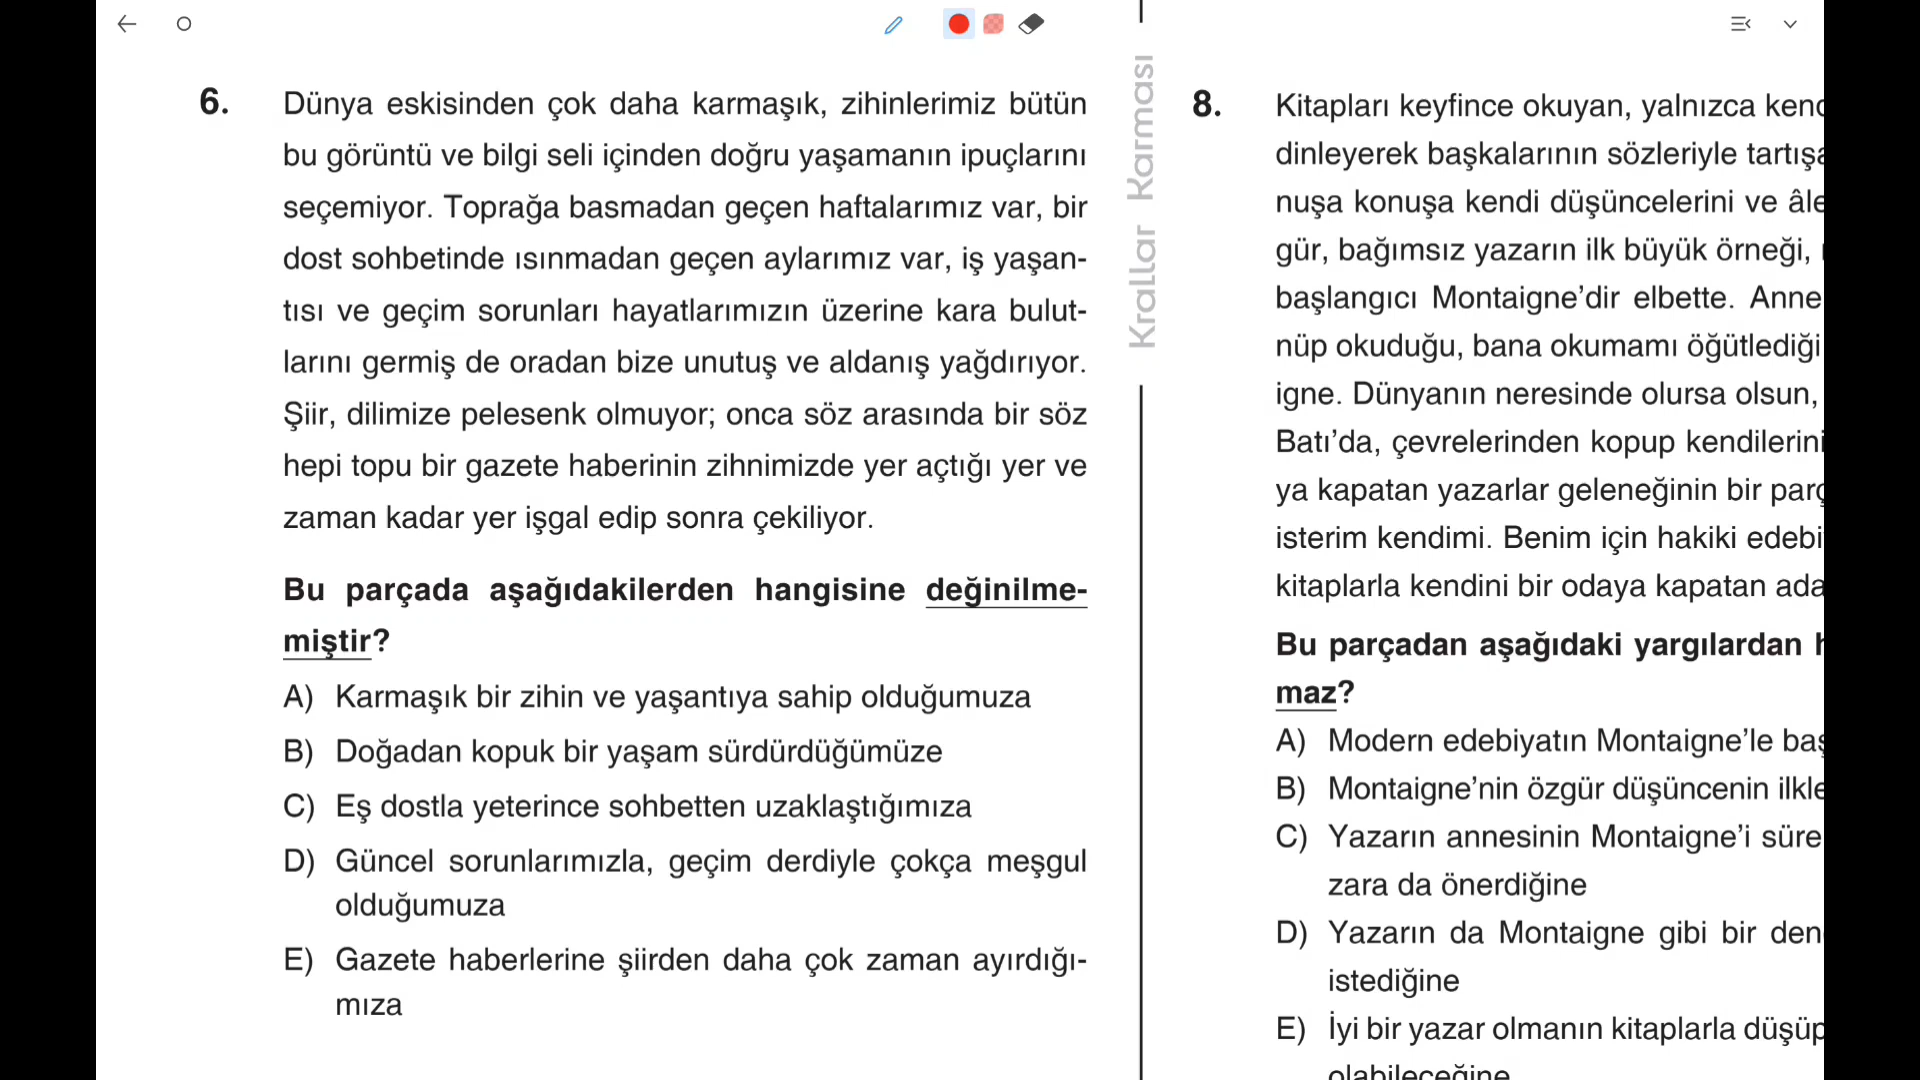 6.
Dünya eskisinden çok daha karmaşık, zihinlerimiz bütün
bu görüntü ve bilgi seli içinden doğru yaşamanın ipuçlarını
seçemiyor. Toprağa basmadan geçen haftalarımız var, bir
dost sohbetinde ısınmadan geçen aylarımız var, iş yaşan-
tısı ve geçim sorunları hayatlarımızın üzerine kara bulut-
larını germiş de oradan bize unutuş ve aldanış yağdırıyor.
Şiir, dilimize pelesenk olmuyor; onca söz arasında bir söz
hepi topu bir gazete haberinin zihnimizde yer açtığı yer ve
zaman kadar yer işgal edip sonra çekiliyor.
Bu parçada aşağıdakilerden hangisine değinilme-
miştir?
A) Karmaşık bir zihin ve yaşantıya sahip olduğumuza
B) Doğadan kopuk bir yaşam sürdürdüğümüze
C) Eş dostla yeterince sohbetten uzaklaştığımıza
D) Güncel sorunlarımızla, geçim derdiyle çokça meşgul
olduğumuza
E) Gazete haberlerine şiirden daha çok zaman ayırdığı-
mıza
Krallar Karması
8.
Kitapları keyfince okuyan, yalnızca
dinleyerek başkalarının sözleriyle
nuşa konuşa kendi düşüncelerini ve
gür, bağımsız yazarın ilk büyük örneği,
başlangıcı Montaigne’dir elbette. Anne
nüp okuduğu, bana okumamı öğütlediği
igne. Dünyanın neresinde olursa olsun,
Batı’da, çevrelerinden kopup kendilerini
ya kapatan yazarlar geleneğinin bir
isterim kendimi. Benim için hakiki
kitaplarla kendini bir odaya kapatan
Bu parçadan aşağıdaki yargılardan
maz?
A) Modern edebiyatın Montaigne’le
B) Montaigne’nin özgür düşüncenin
C) Yazarın annesinin Montaigne’i süre
zara da önerdiğine
D) Yazarın da Montaigne gibi bir
istediğine
E) İyi bir yazar olmanın kitaplarla
olabileceğine